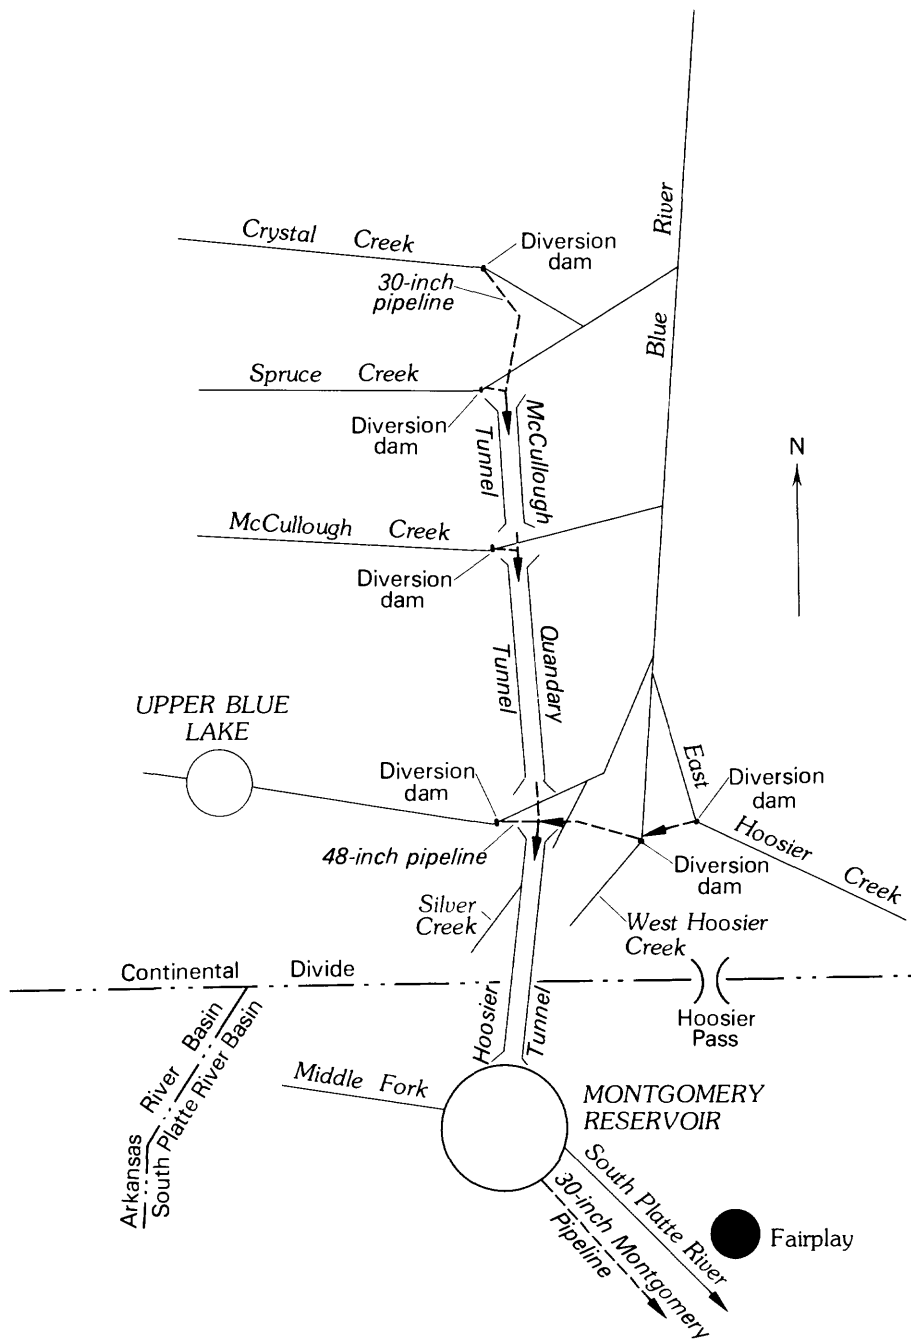 River
Blue
Crystal Creek
Diversion
dam
30-inch
pipeline
Spruce Creek
Diversion
dam
McCullough
Tunnel
N
McCullough Creek
Diversion
dam
Quandary
Tunnel
UPPER BLUE
LAKE
Diversion
dam
East
Diversion
dam
Hoosier
Creek
48-inch pipeline
Diversion
dam
Silver
Creek
West Hoosier
Creek
Continental Divide
Hoosier
Pass
Hoosier
Tunnel
Arkansas River Basin
South Platte River Basin
Middle Fork
MONTGOMERY
RESERVOIR
South Platte River
30-inch Montgomery
Pipeline
Fairplay